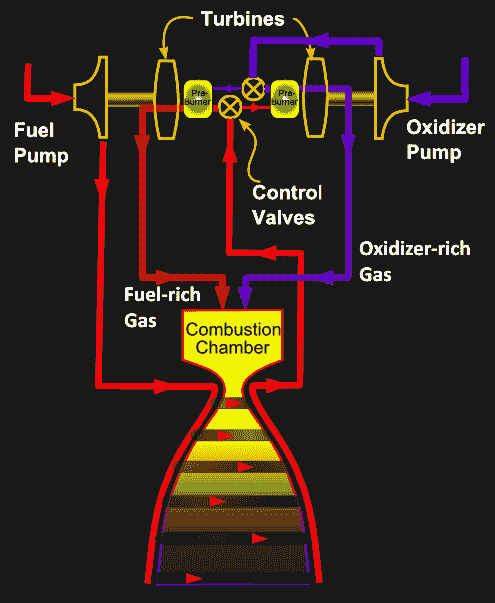 Turbines
Pre-
Burner
Pre-
Burner
Fuel
Pump
Oxidizer
Pump
Control
Valves
Oxidizer-rich
Gas
Fuel-rich
Gas
Combustion
Chamber